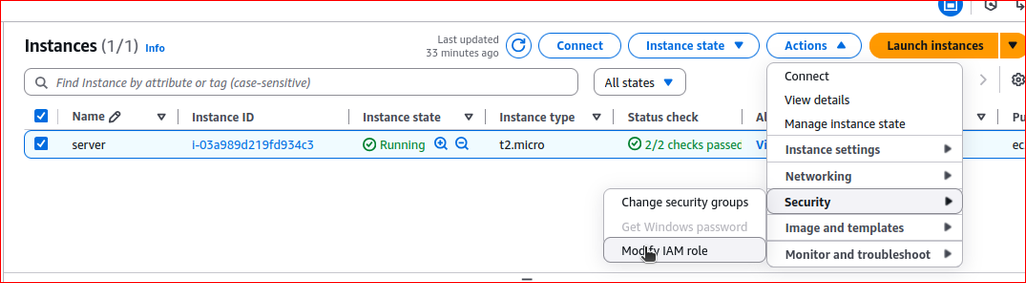 Instances (1/1) Info
Last updated
33 minutes ago
Connect
Instance state
Actions
Launch instances
Find Instance by attribute or tag (case-sensitive)
All states
Name
Instance ID
Instance state
Instance type
Status check
Al
Pu
server
i-03a989d219fd934c3
Running
t2.micro
2/2 checks passec
Vi
ec
Connect
View details
Manage instance state
Instance settings
Networking
Security
Image and templates
Monitor and troubleshoot
Change security groups
Get Windows password
Modify IAM role